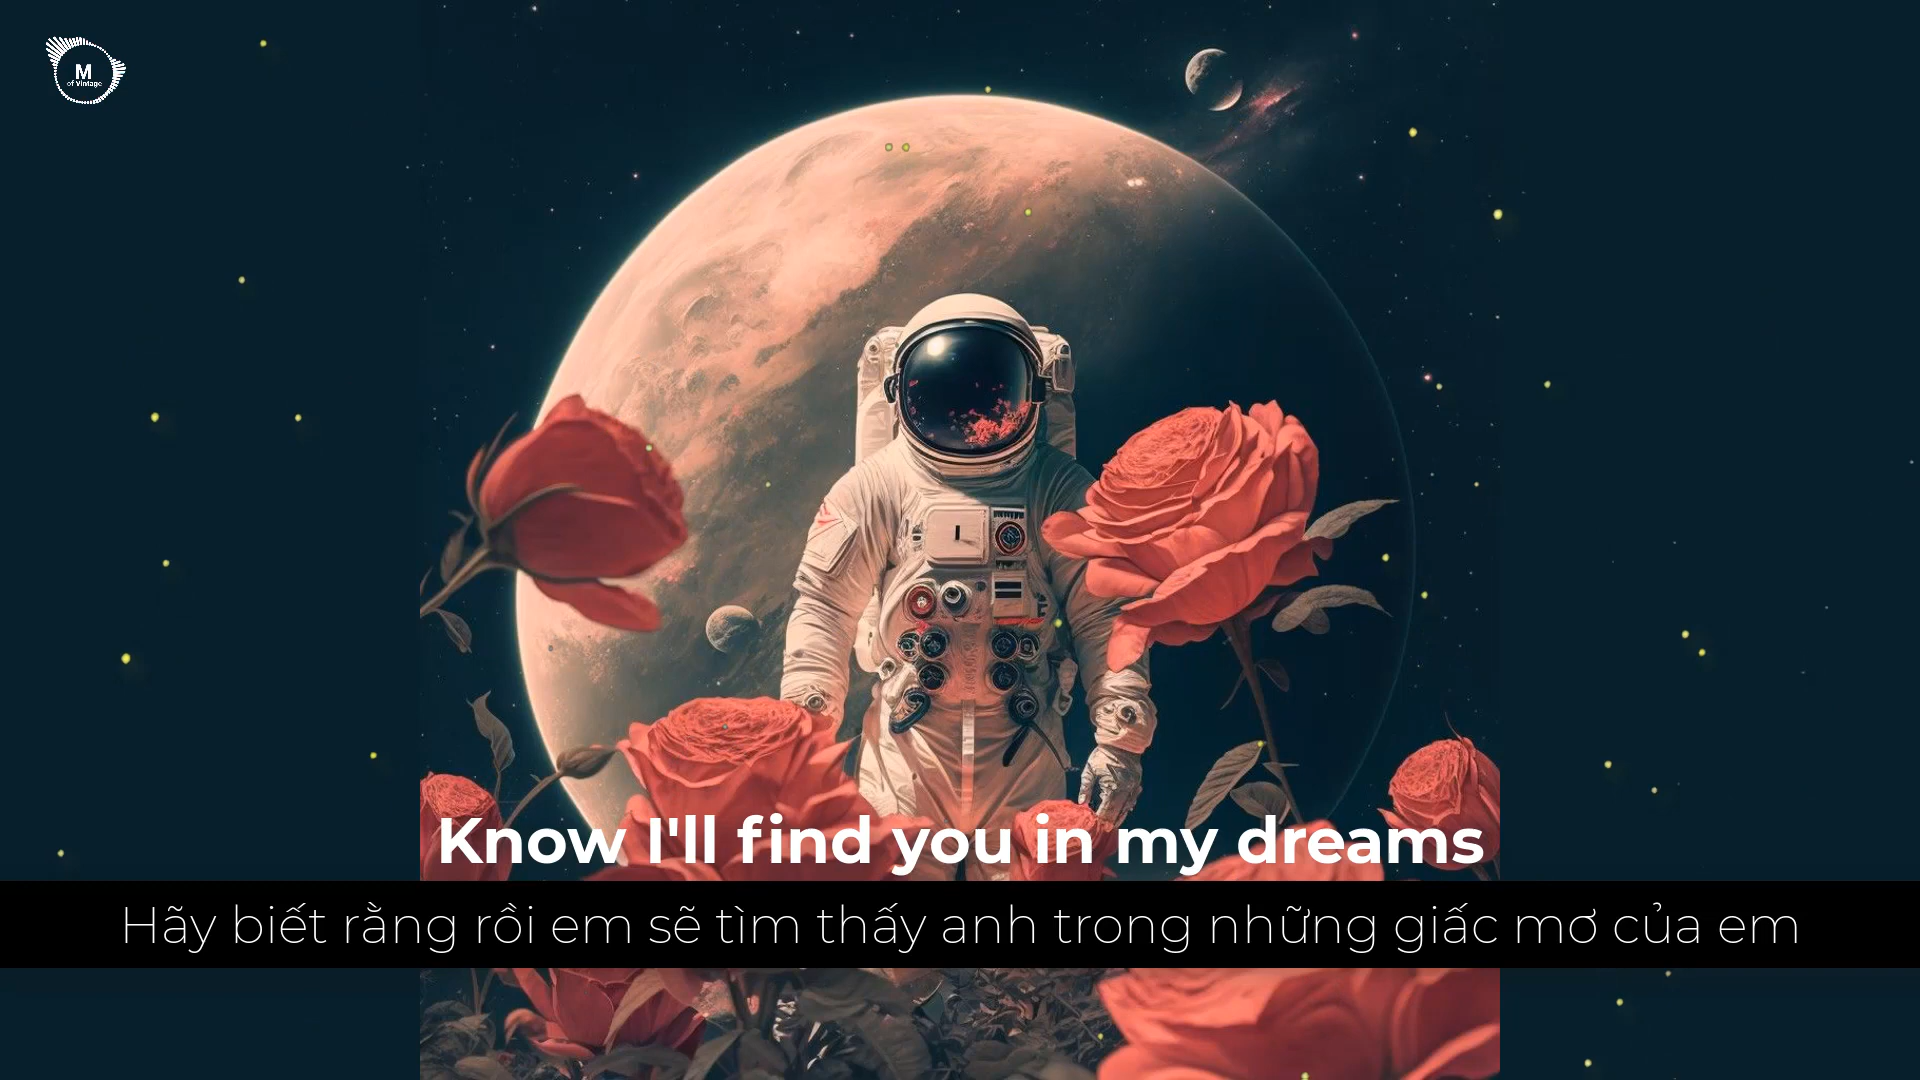 M
of Vintage
Know I'll find you in my dreams
Hãy biết rằng rồi em sẽ tìm thấy anh trong những giấc mơ của em